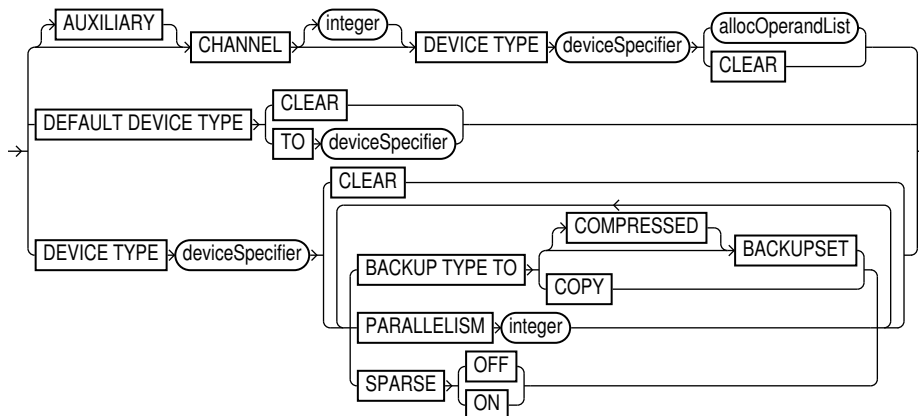 AUXILIARY
CHANNEL
integer
DEVICE TYPE
deviceSpecifier
allocOperandList
CLEAR
DEFAULT DEVICE TYPE
CLEAR
TO
deviceSpecifier
DEVICE TYPE
deviceSpecifier
CLEAR
BACKUP TYPE TO
COMPRESSED
BACKUPSET
COPY
PARALLELISM
integer
SPARSE
OFF
ON